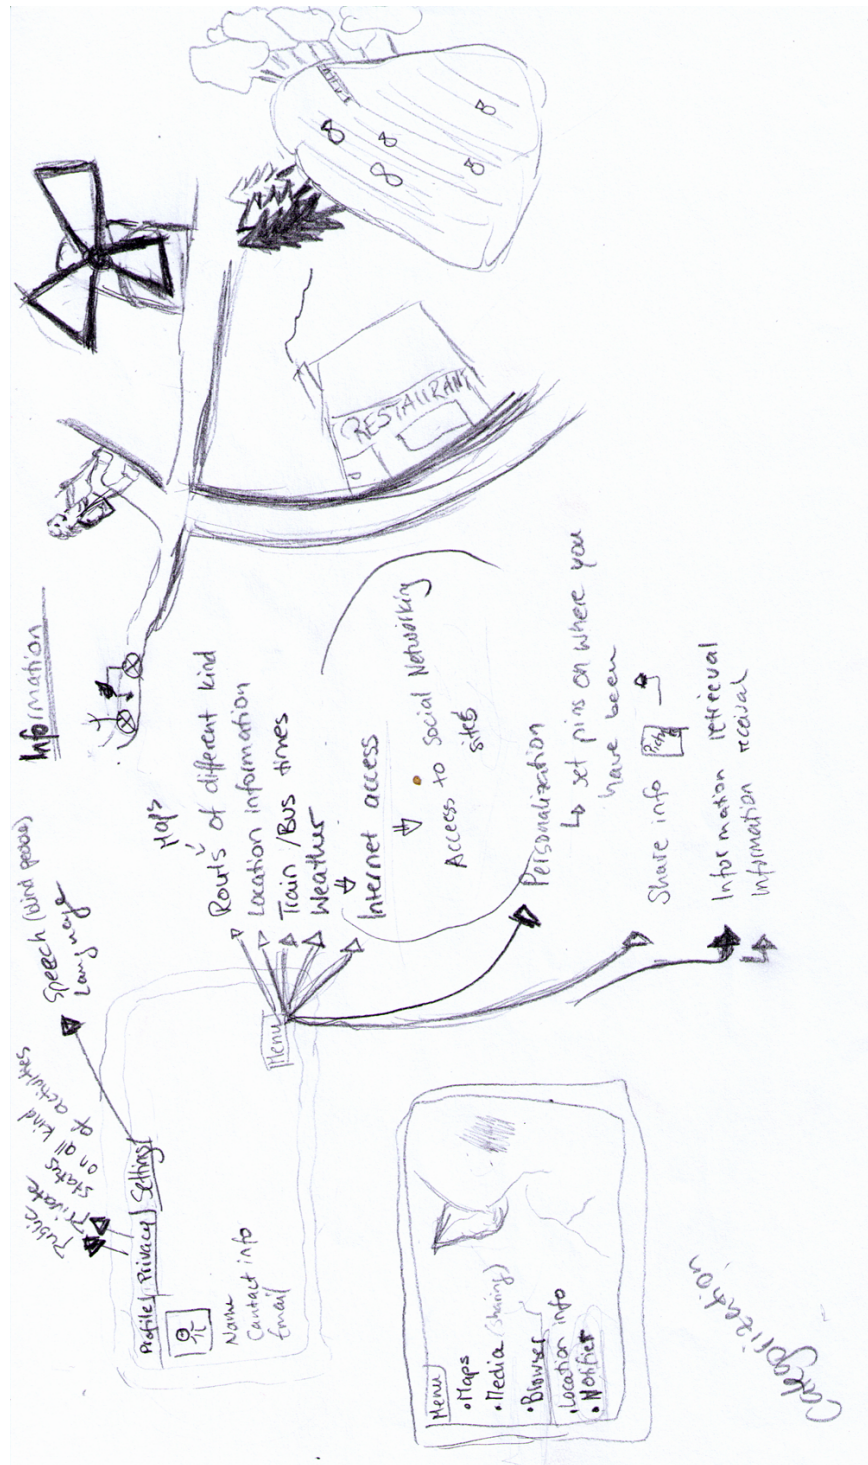 Public
Private
status
on all kind
of activities
Speech (blind people)
Language
Information
Profile
Privacy
Settings
Name
Contact info
Email
Menu
Maps
Routs of different kind
Location information
Train/Bus times
Weather
Internet access
Access to Social Networking
sites
Personalization
set pins on where you
have been
Share info
Information retrieval
Information receival
Menu
• Maps
• Media (sharing)
• Browser
• Location info
• Notifier
Categorization
RESTAURANT